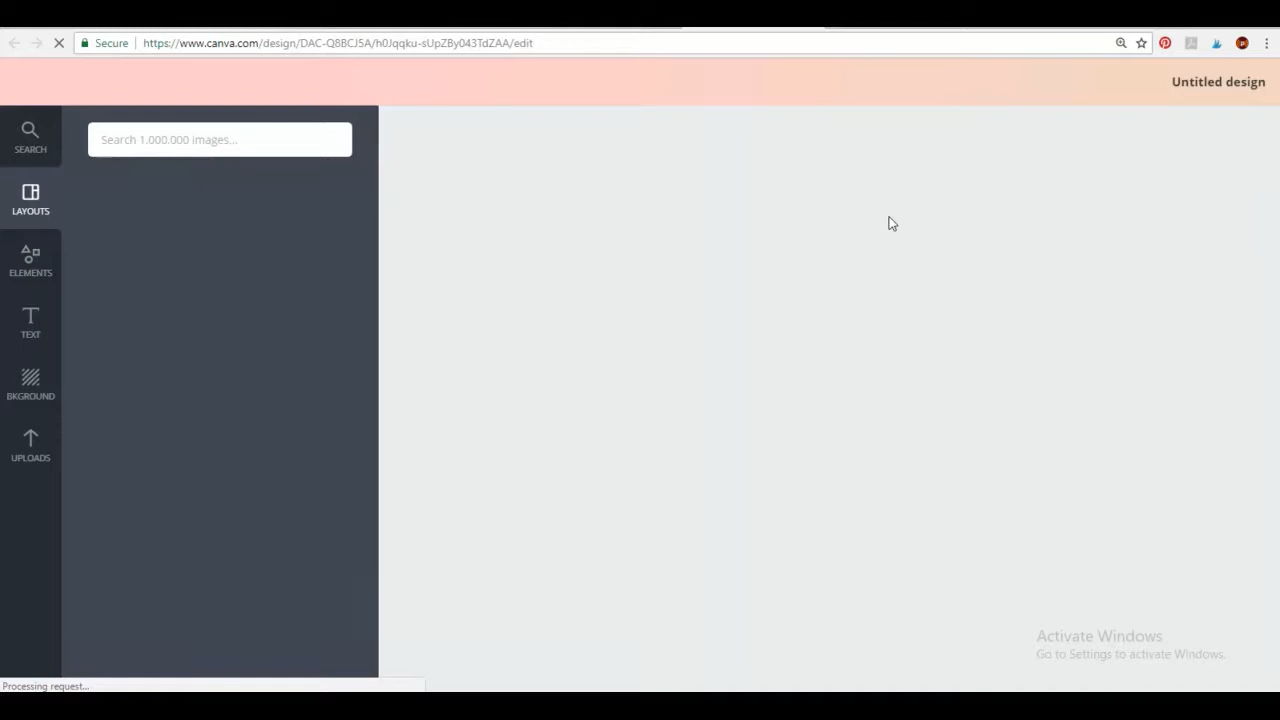 Secure
https://www.canva.com/design/DAC-Q8BCJ5A/h0Jqqku-sUpZBy043TdZAA/edit
Untitled design
SEARCH
Search 1.000.000 images...
LAYOUTS
ELEMENTS
TEXT
BKGROUND
UPLOADS
Activate Windows
Go to Settings to activate Windows.
Processing request...